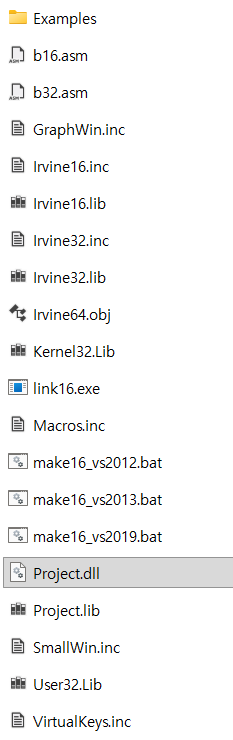 Examples
b16.asm
b32.asm
GraphWin.inc
Irvine16.inc
Irvine16.lib
Irvine32.inc
Irvine32.lib
Irvine64.obj
Kernel32.Lib
link16.exe
Macros.inc
make16_vs2012.bat
make16_vs2013.bat
make16_vs2019.bat
Project.dll
Project.lib
SmallWin.inc
User32.Lib
VirtualKeys.inc